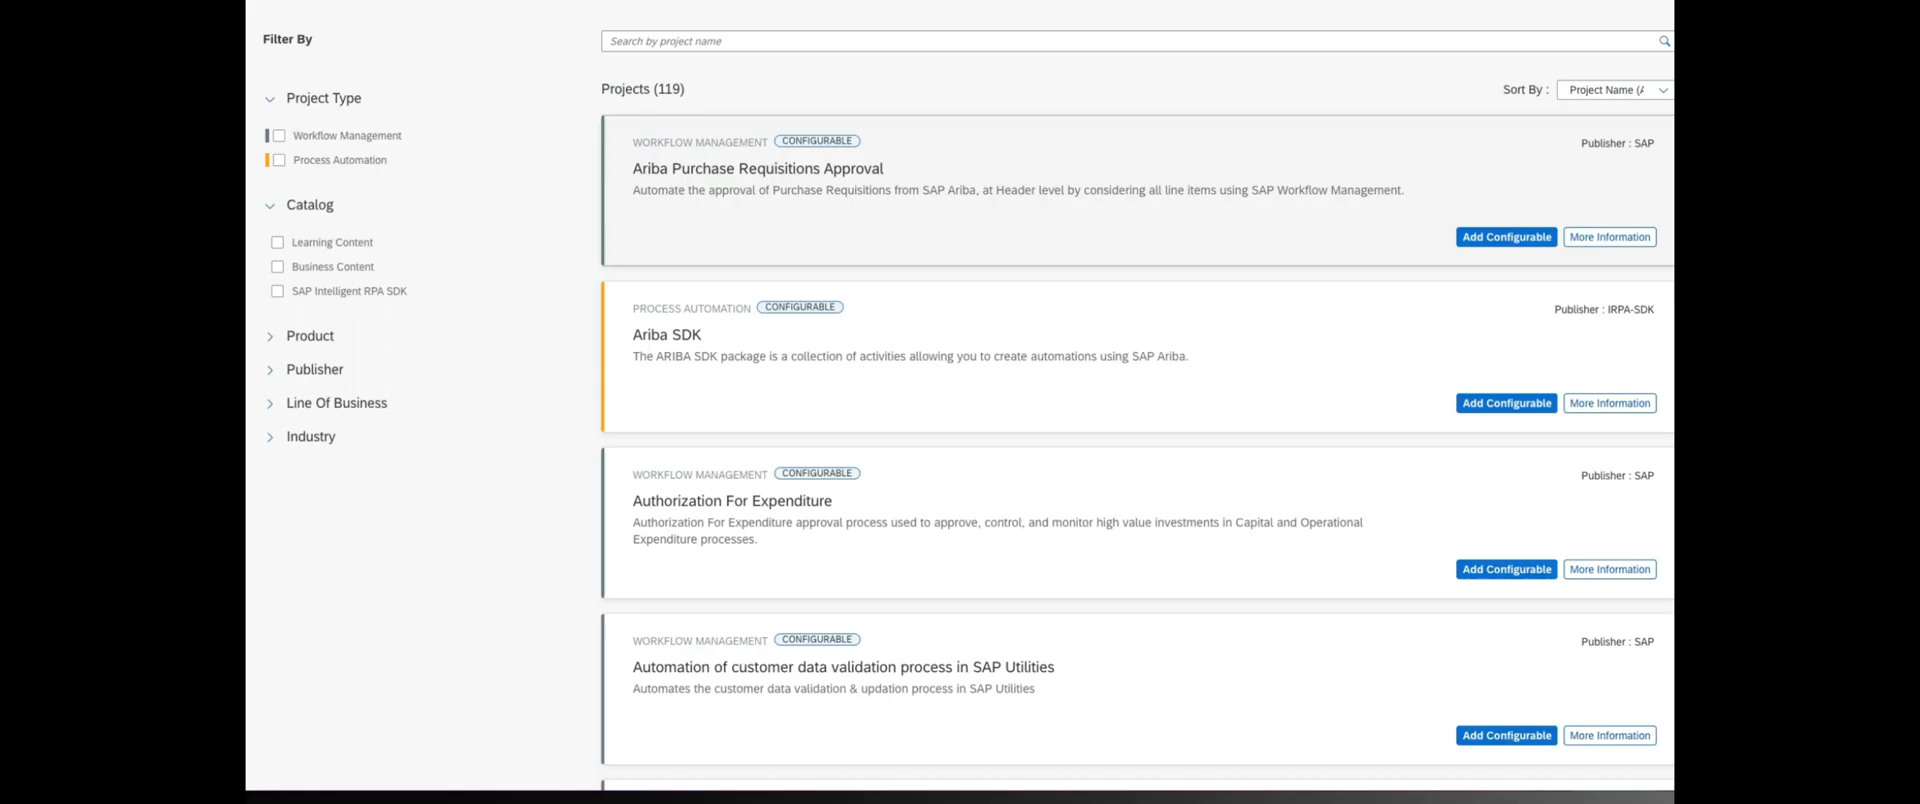 Filter By
Search by project name
Projects (119)
Sort By :
Project Name (
Project Type
Workflow Management
Process Automation
Catalog
Learning Content
Business Content
SAP Intelligent RPA SDK
Product
Publisher
Line Of Business
Industry
WORKFLOW MANAGEMENT CONFIGURABLE
Publisher : SAP
Ariba Purchase Requisitions Approval
Automate the approval of Purchase Requisitions from SAP Ariba, at Header level by considering all line items using SAP Workflow Management.
Add Configurable
More Information
PROCESS AUTOMATION CONFIGURABLE
Publisher : IRPA-SDK
Ariba SDK
The ARIBA SDK package is a collection of activities allowing you to create automations using SAP Ariba.
Add Configurable
More Information
WORKFLOW MANAGEMENT CONFIGURABLE
Publisher : SAP
Authorization For Expenditure
Authorization For Expenditure approval process used to approve, control, and monitor high value investments in Capital and Operational
Expenditure processes.
Add Configurable
More Information
WORKFLOW MANAGEMENT CONFIGURABLE
Publisher : SAP
Automation of customer data validation process in SAP Utilities
Automates the customer data validation & updation process in SAP Utilities
Add Configurable
More Information